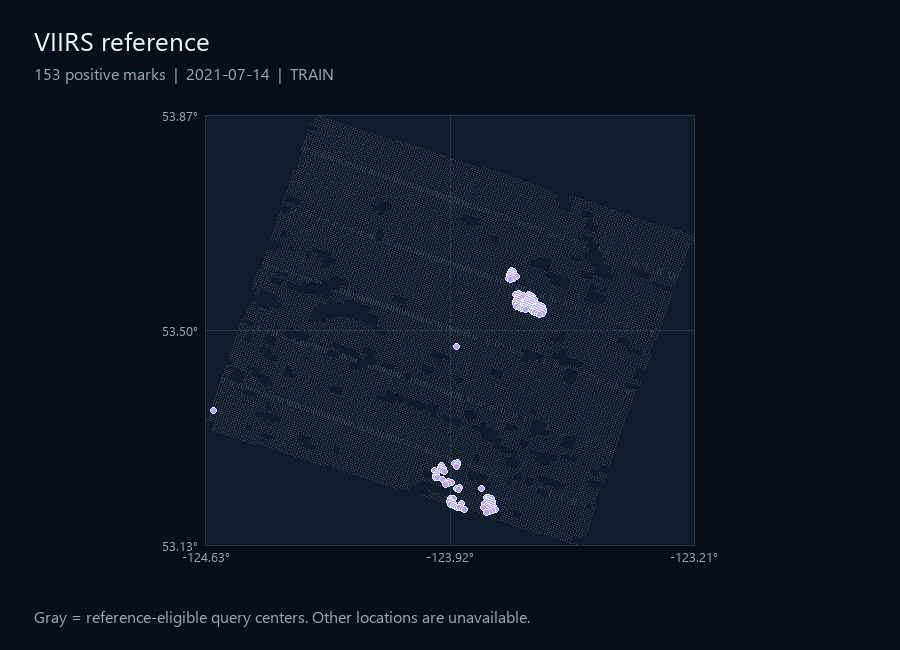 VIIRS reference
153 positive marks | 2021-07-14 | TRAIN
53.87°
53.50°
53.13°
-124.63°
-123.92°
-123.21°
Gray = reference-eligible query centers. Other locations are unavailable.